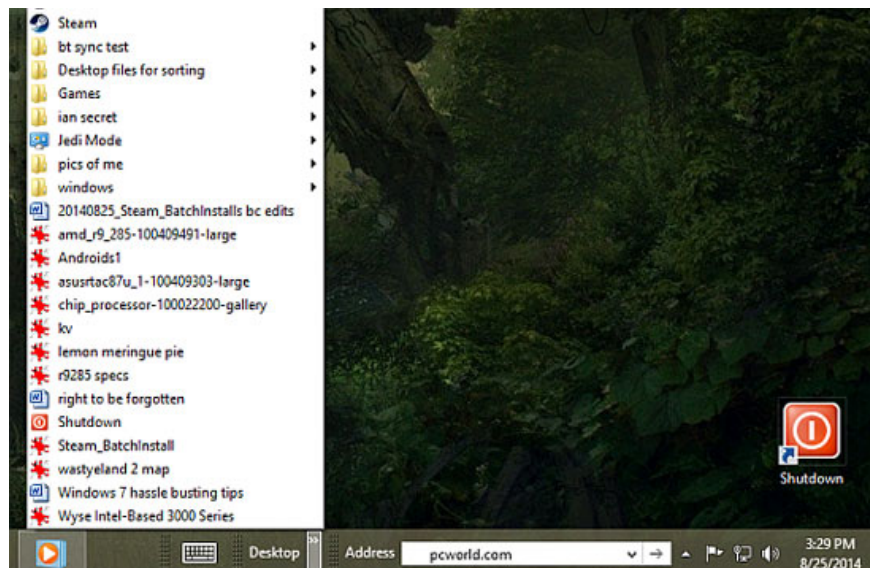 Steam
bt sync test
Desktop files for sorting
Games
ian secret
Jedi Mode
pics of me
windows
20140825_Steam_BatchInstalls bc edits
amd_r9_285-100409491-large
Androids1
asusrtac87u_1-100409303-large
chip_processor-100022200-gallery
kv
lemon meringue pie
r9285 specs
right to be forgotten
Shutdown
Steam_BatchInstall
wastyeland 2 map
Windows 7 hassle busting tips
Wyse Intel-Based 3000 Series
Shutdown
Desktop
Address
pcworld.com
3:29 PM
8/25/2014